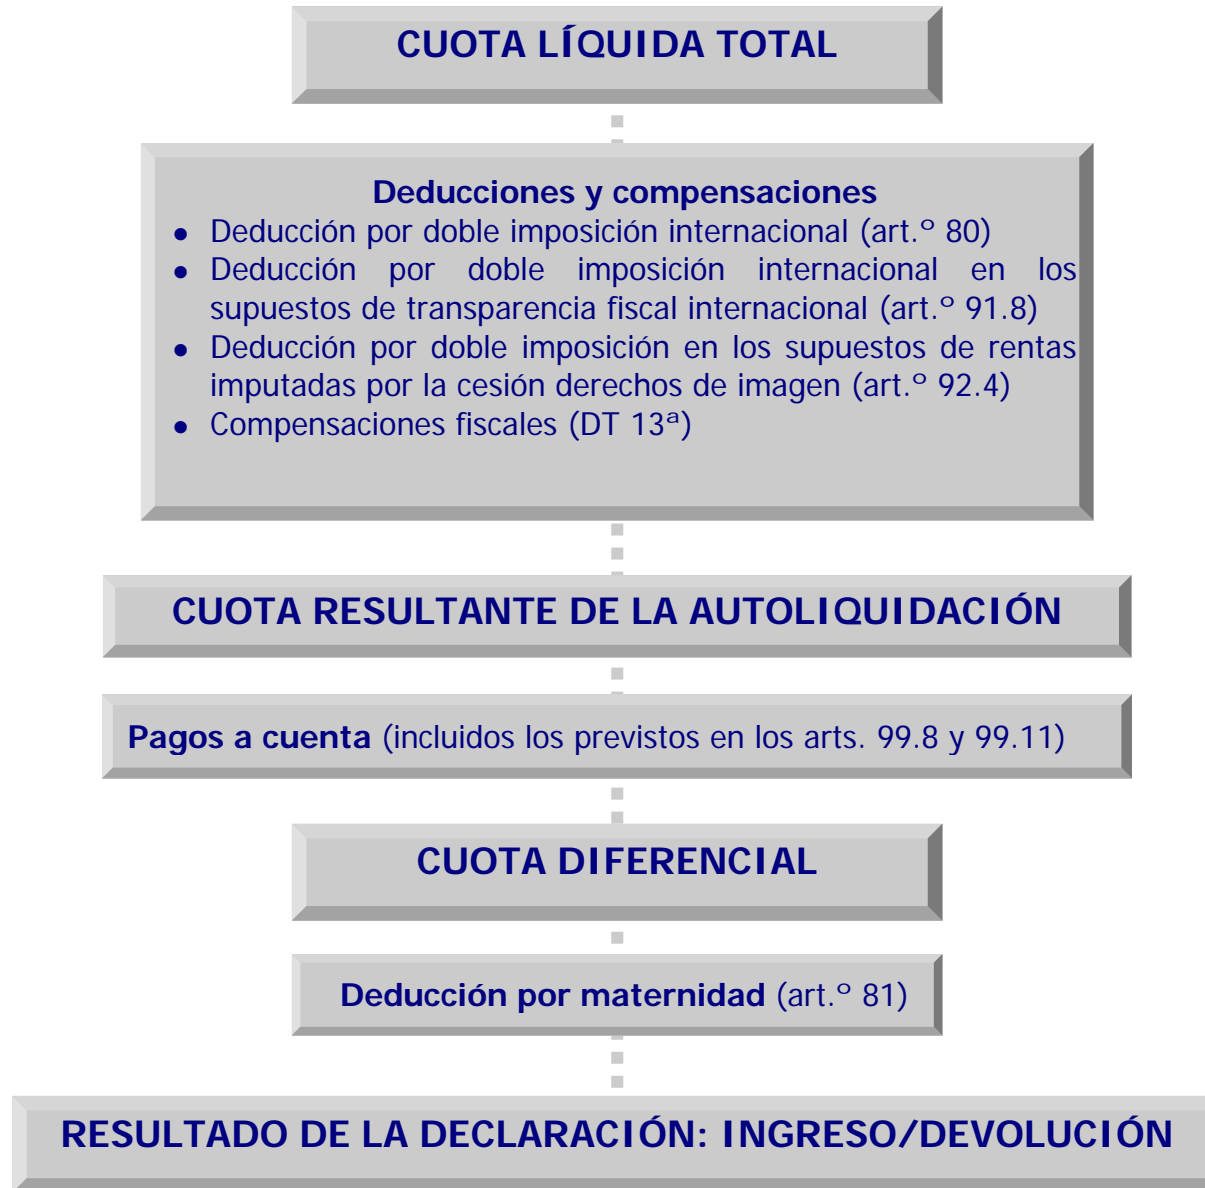 CUOTA LÍQUIDA TOTAL
Deducciones y compensaciones
● Deducción por doble imposición internacional (art.º 80)
● Deducción por doble imposición internacional en los
supuestos de transparencia fiscal internacional (art.º 91.8)
● Deducción por doble imposición en los supuestos de rentas
imputadas por la cesión derechos de imagen (art.º 92.4)
● Compensaciones fiscales (DT 13ª)
CUOTA RESULTANTE DE LA AUTOLIQUIDACIÓN
Pagos a cuenta (incluidos los previstos en los arts. 99.8 y 99.11)
CUOTA DIFERENCIAL
Deducción por maternidad (art.º 81)
RESULTADO DE LA DECLARACIÓN: INGRESO/DEVOLUCIÓN